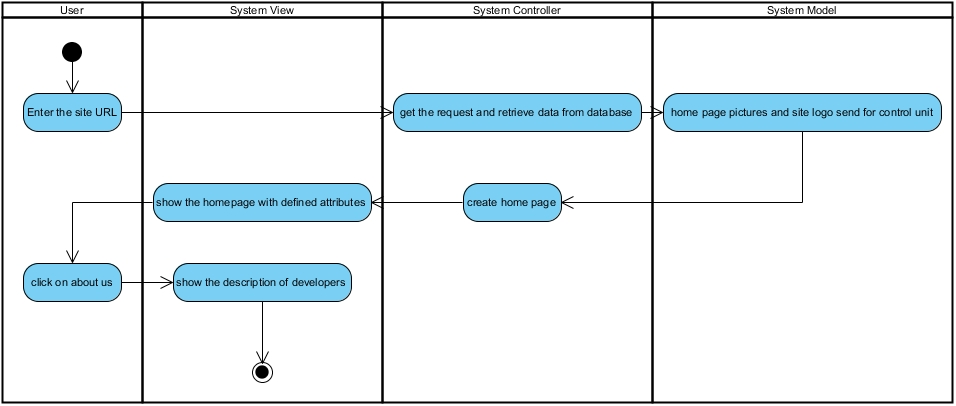 User
System View
System Controller
System Model
Enter the site URL
get the request and retrieve data from database
home page pictures and site logo send for control unit
show the homepage with defined attributes
create home page
click on about us
show the description of developers